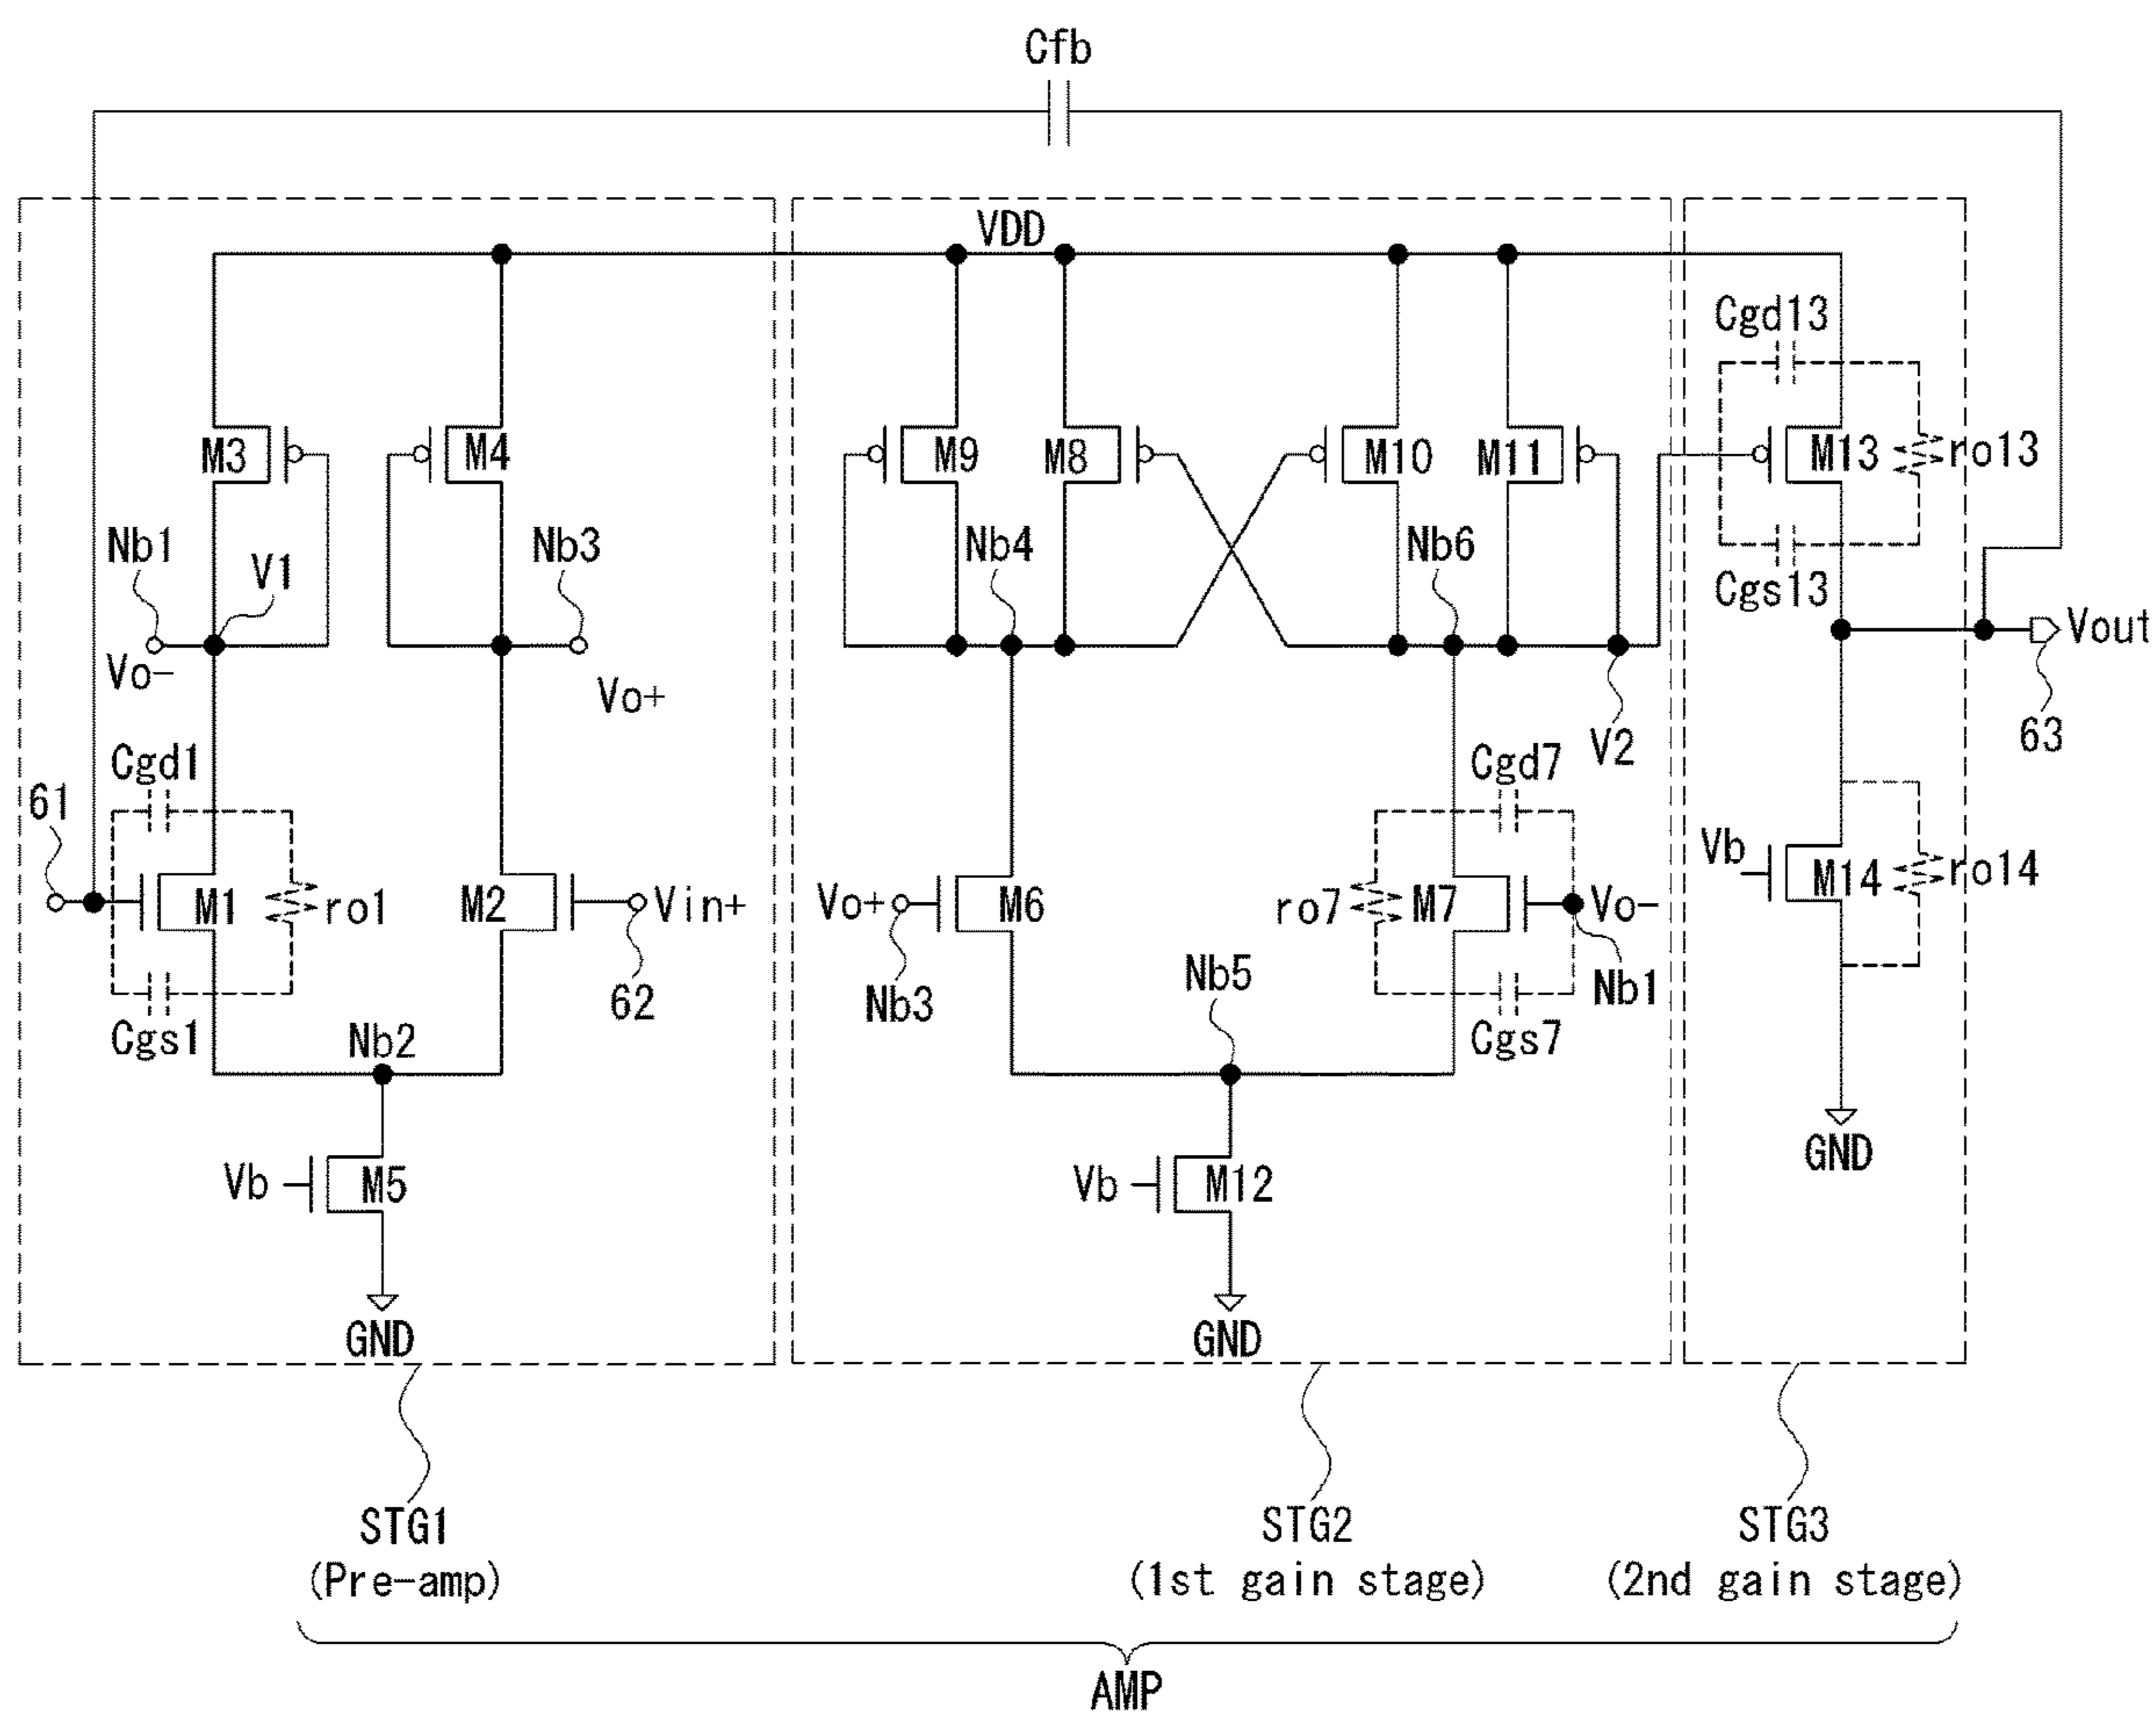 Cfb
VDD
Cgd13
M3
M4
M9
M8
M10
M11
M13
ro13
Nb1
V1
Nb3
Nb4
Nb6
Cgs13
Vo-
Vo+
Vout
63
V2
Cgd1
Cgd7
61
M1
ro1
M2
Vin+
62
Vo+
M6
ro7
M7
Vo-
Vb
M14
ro14
Nb3
Nb5
Nb1
Cgs1
Nb2
Cgs7
GND
Vb
M5
Vb
M12
GND
GND
STG1
(Pre-amp)
STG2
(1st gain stage)
STG3
(2nd gain stage)
AMP